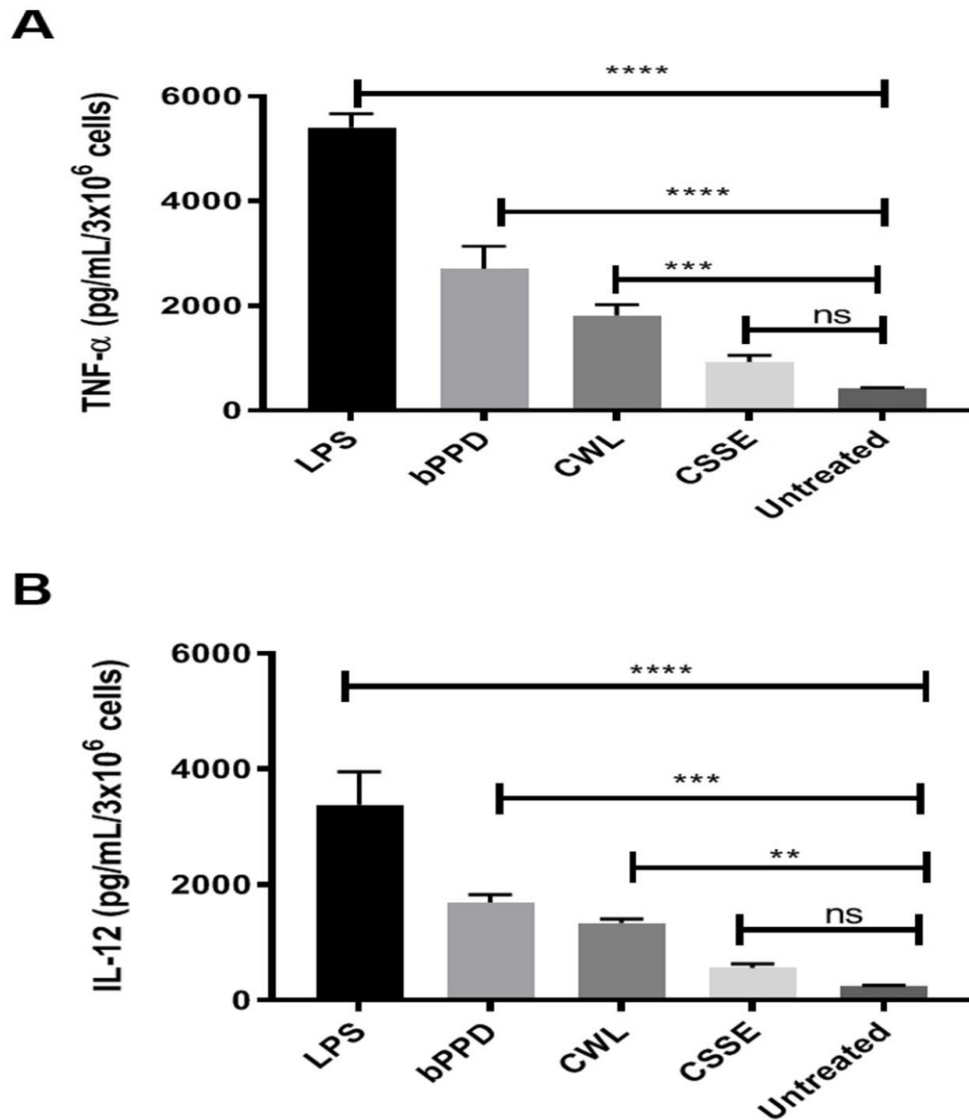 A
****
6000
****
4000
***
2000
ns
0
TNF-α (pg/mL/3x10⁶ cells)
LPS
bPPD
CWL
CSSE
Untreated
B
6000
****
4000
***
**
2000
ns
0
IL-12 (pg/mL/3x10⁶ cells)
LPS
bPPD
CWL
CSSE
Untreated